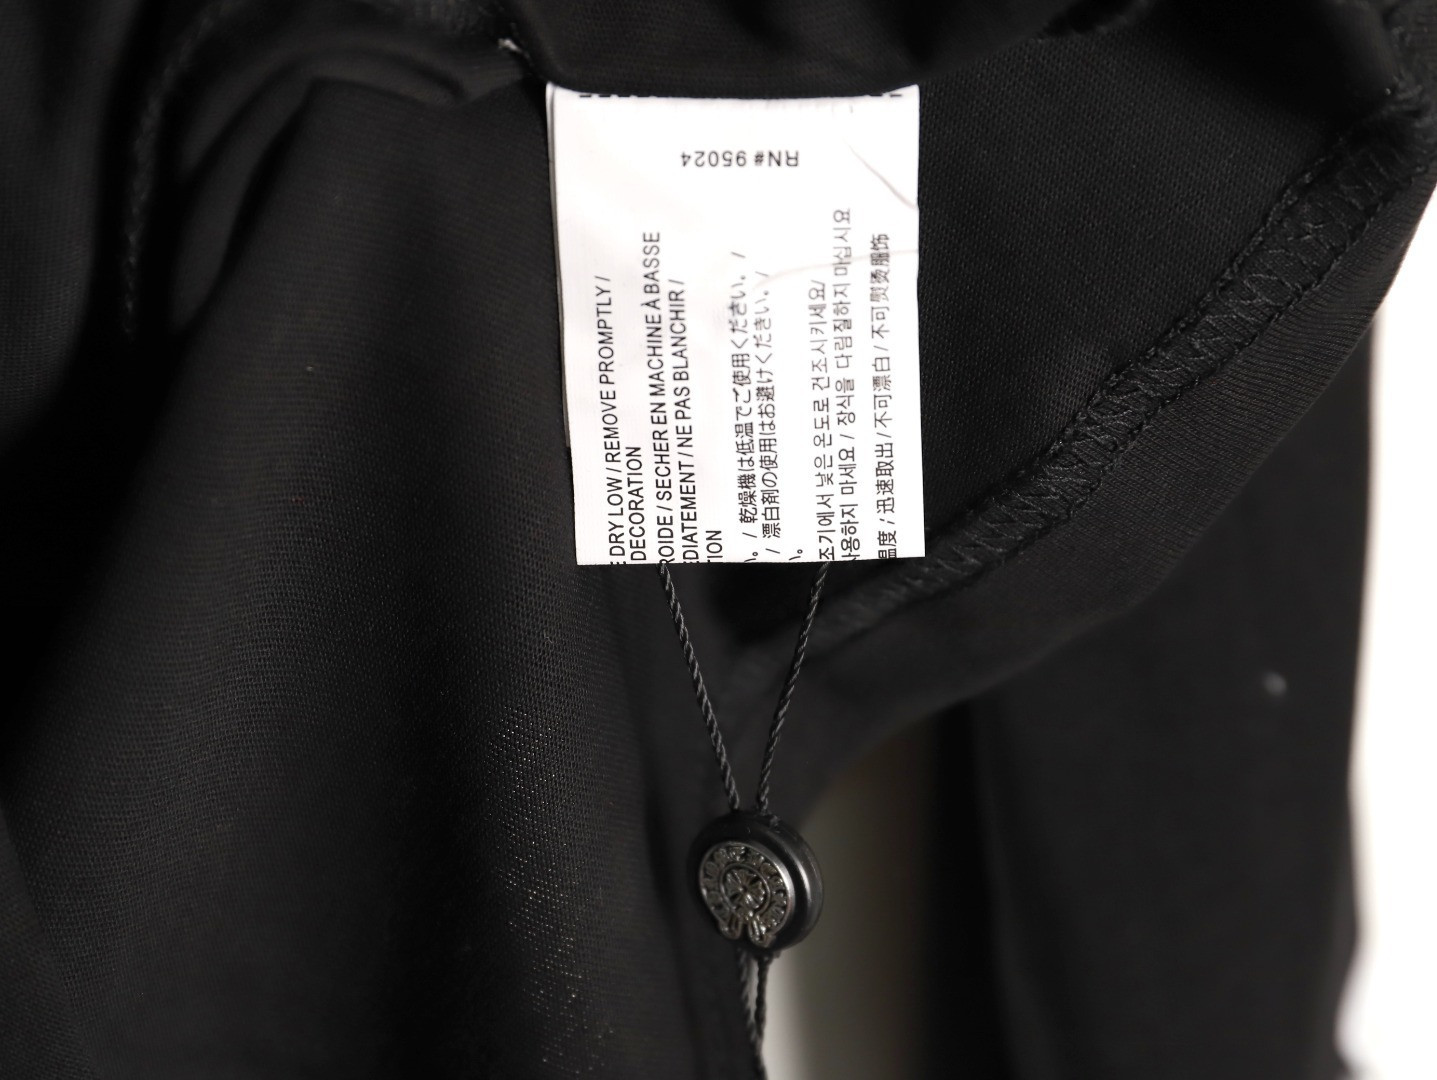 RN# 95024
DRY LOW / REMOVE PROMPTLY /
DECORATION
ROIDE / SECHER EN MACHINE À BASSE
DIATEMENT / NE PAS BLANCHIR /
TION
。 / 乾燥機は低温でご使用ください。 /
/ 漂白剤の使用はお避けください。 /
。
조기에서 낮은 온도로 건조시키세요/
사용하지 마세요 / 장식을 다림질하지 마십시요
温度 / 迅速取出 / 不可漂白 / 不可熨烫服饰